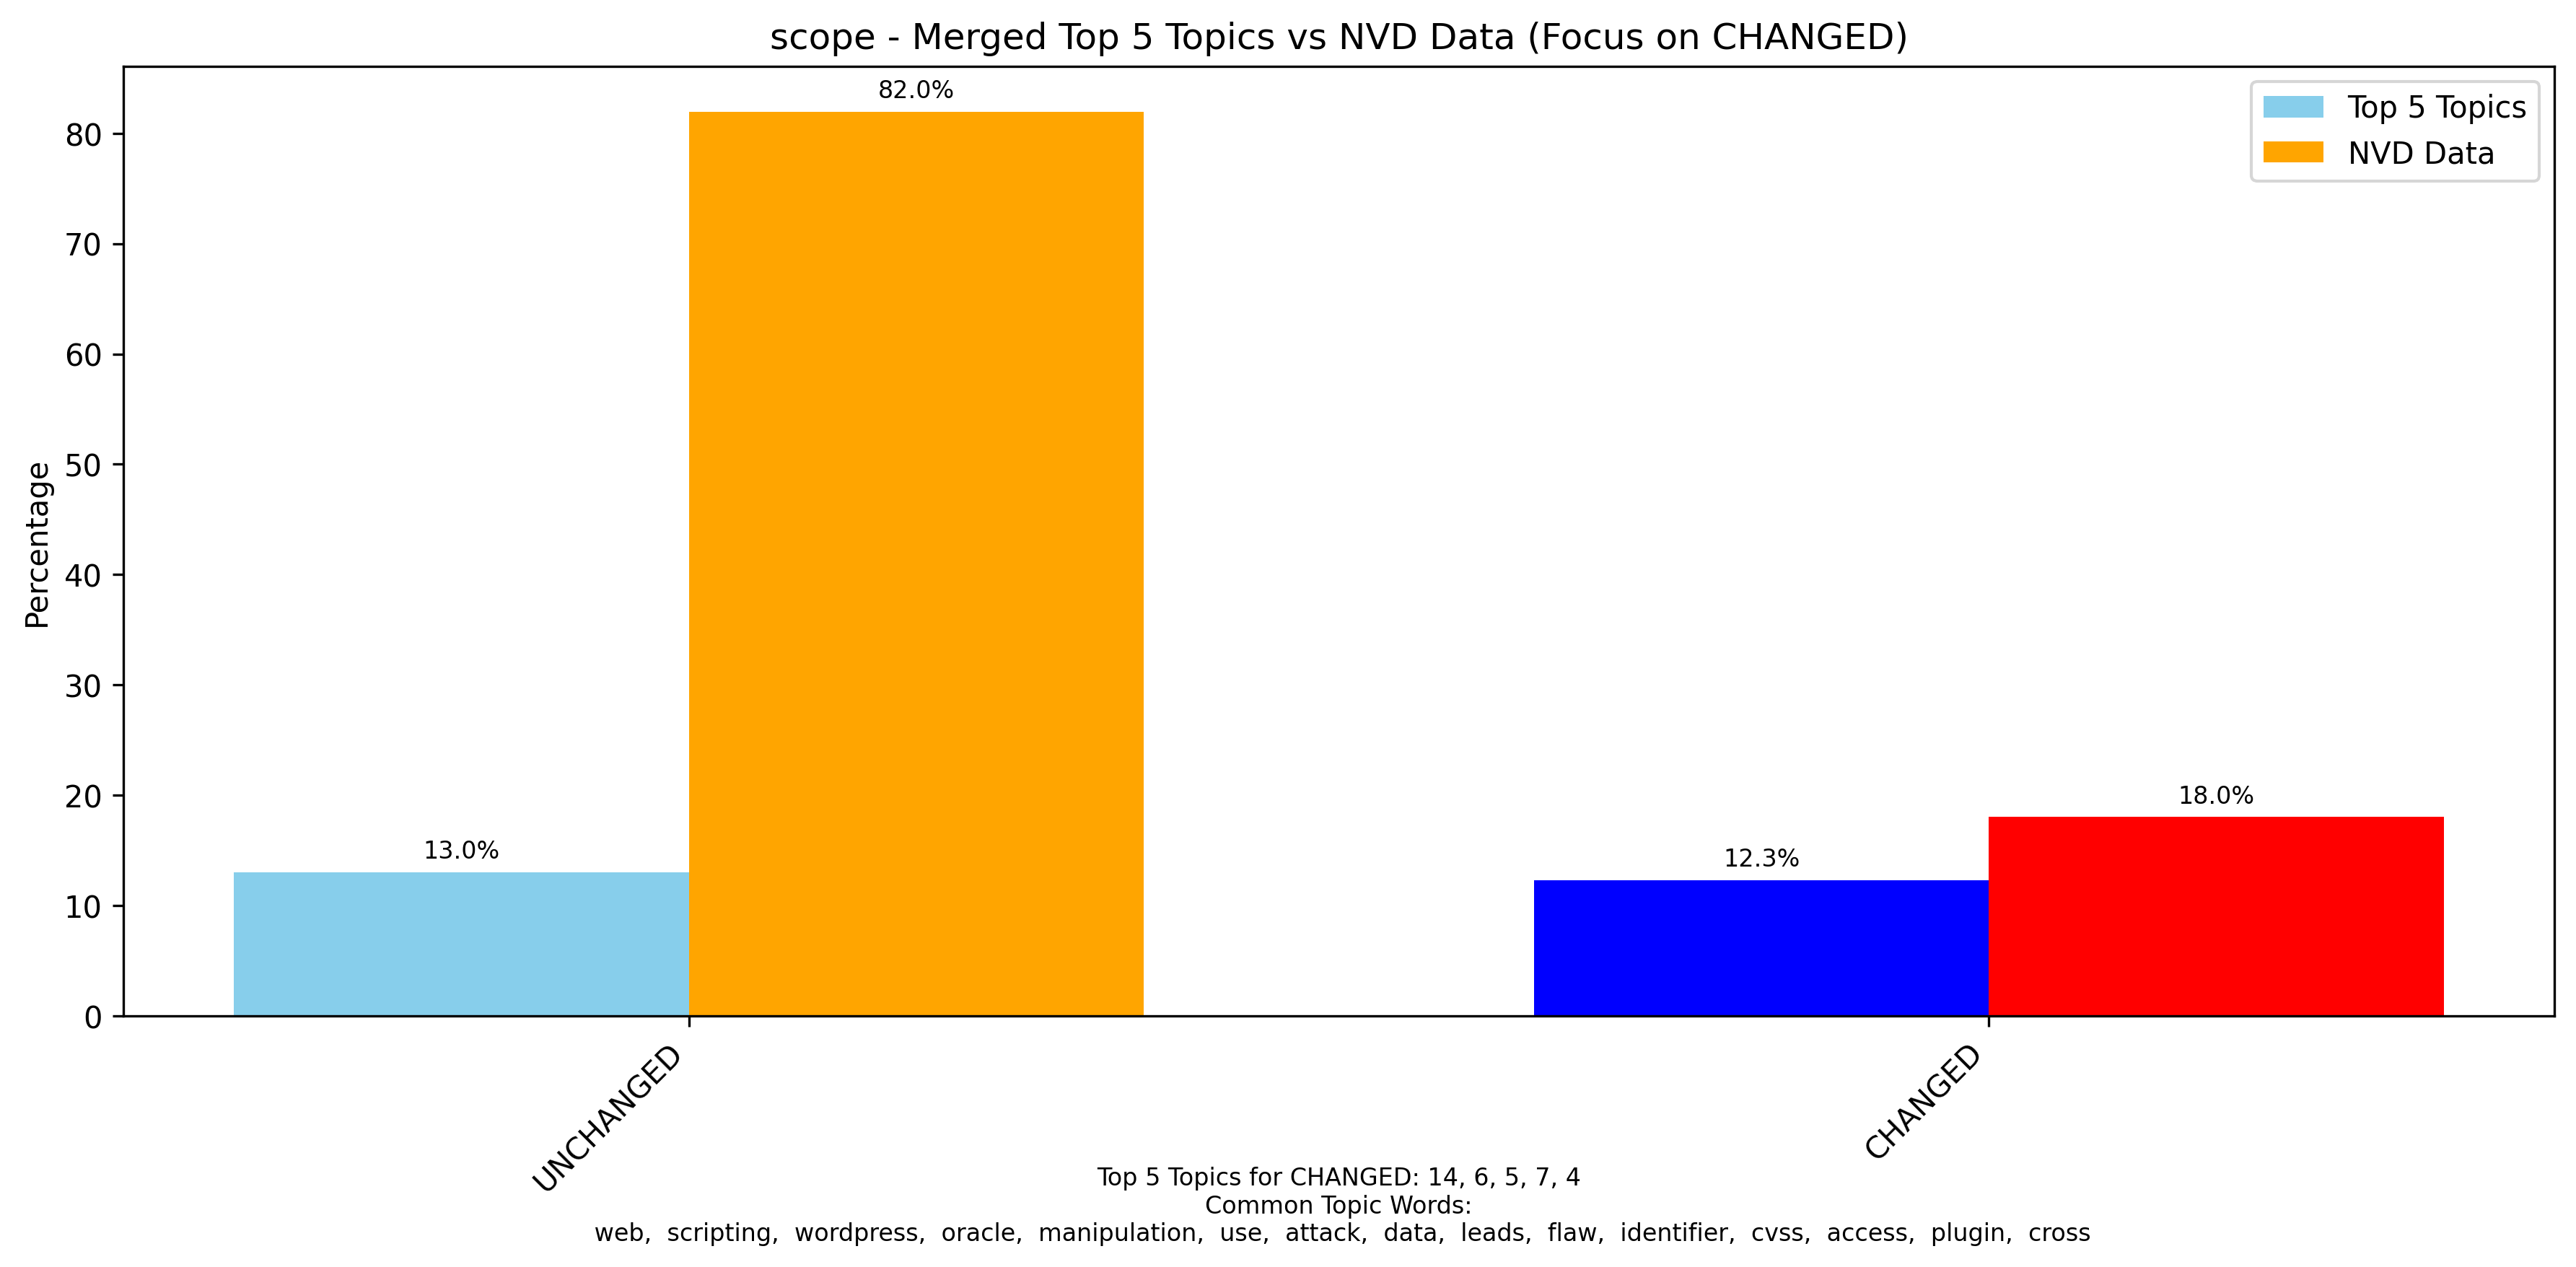 scope - Merged Top 5 Topics vs NVD Data (Focus on CHANGED)
Top 5 Topics
NVD Data
Percentage
80
70
60
50
40
30
20
10
0
13.0%
82.0%
12.3%
18.0%
UNCHANGED
CHANGED
Top 5 Topics for CHANGED: 14, 6, 5, 7, 4
Common Topic Words:
web, scripting, wordpress, oracle, manipulation, use, attack, data, leads, flaw, identifier, cvss, access, plugin, cross